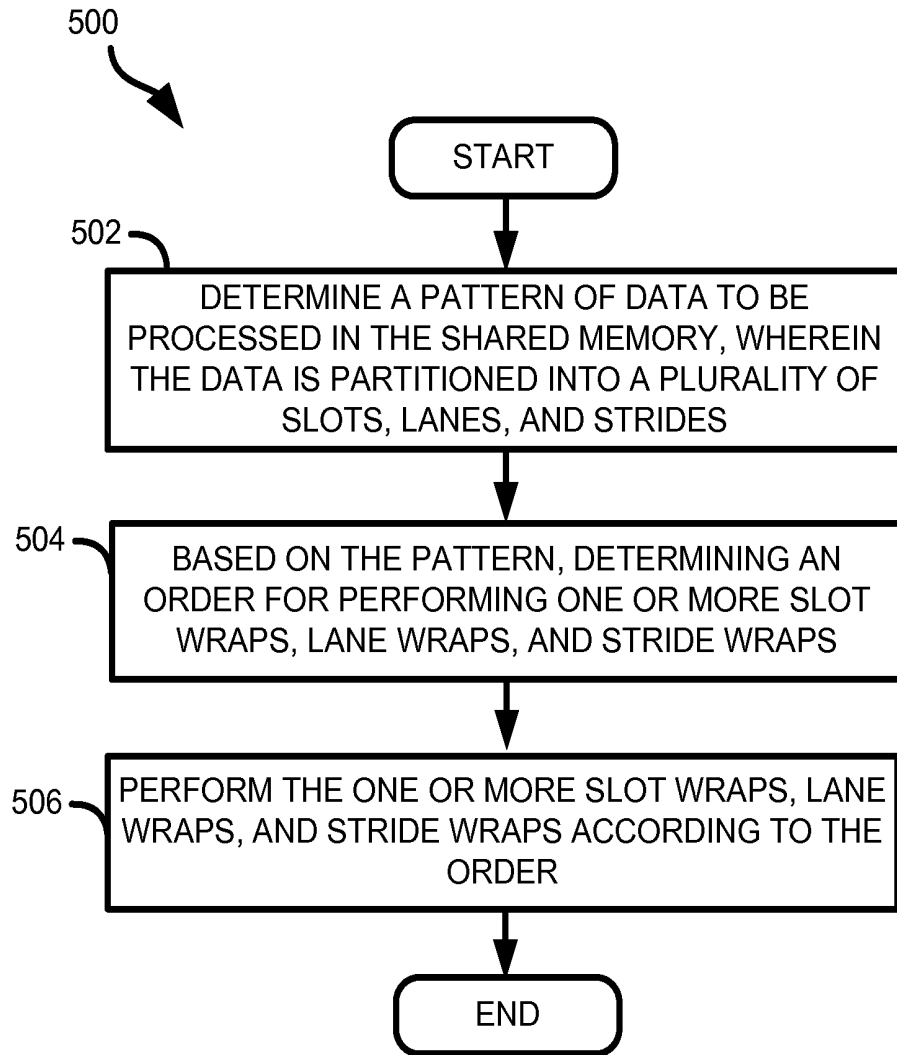 500
START
502
DETERMINE A PATTERN OF DATA TO BE
PROCESSED IN THE SHARED MEMORY, WHEREIN
THE DATA IS PARTITIONED INTO A PLURALITY OF
SLOTS, LANES, AND STRIDES
504
BASED ON THE PATTERN, DETERMINING AN
ORDER FOR PERFORMING ONE OR MORE SLOT
WRAPS, LANE WRAPS, AND STRIDE WRAPS
506
PERFORM THE ONE OR MORE SLOT WRAPS, LANE
WRAPS, AND STRIDE WRAPS ACCORDING TO THE
ORDER
END